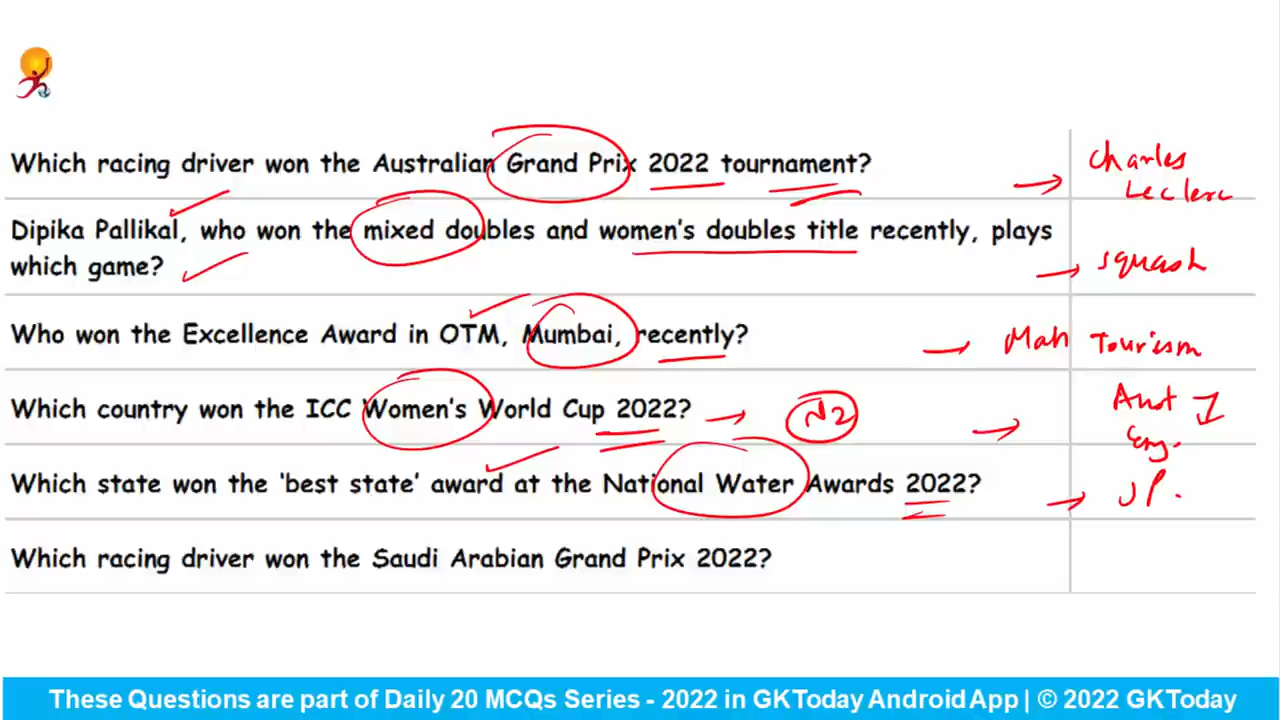 Which racing driver won the Australian Grand Prix 2022 tournament?
Charles
Leclerc
Dipika Pallikal, who won the mixed doubles and women's doubles title recently, plays
which game?
squash
Who won the Excellence Award in OTM, Mumbai, recently?
Mah Tourism
Which country won the ICC Women's World Cup 2022?
NZ
Aust
Eng.
Which state won the 'best state' award at the National Water Awards 2022?
UP.
Which racing driver won the Saudi Arabian Grand Prix 2022?
These Questions are part of Daily 20 MCQs Series - 2022 in GKToday Android App | © 2022 GKToday